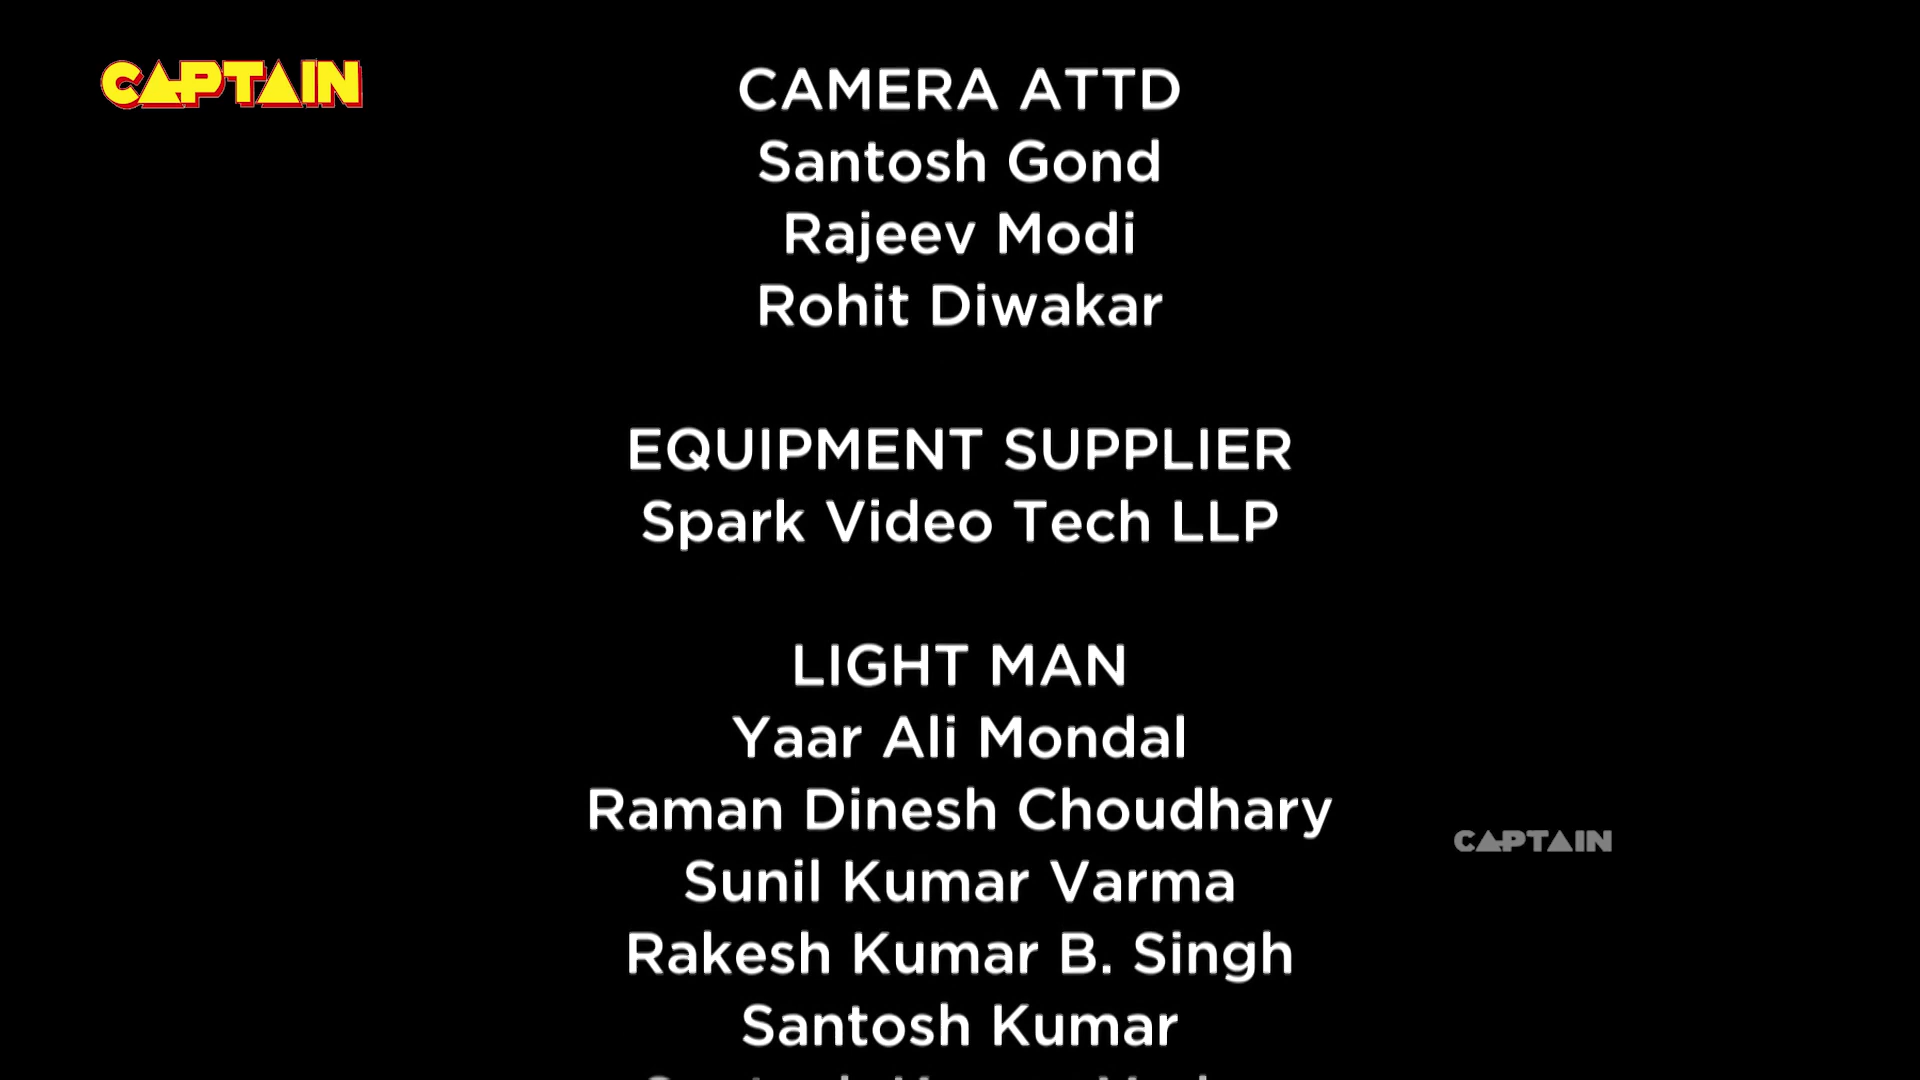 CAPTAIN
CAMERA ATTD
Santosh Gond
Rajeev Modi
Rohit Diwakar
EQUIPMENT SUPPLIER
Spark Video Tech LLP
LIGHT MAN
Yaar Ali Mondal
Raman Dinesh Choudhary
CAPTAIN
Sunil Kumar Varma
Rakesh Kumar B. Singh
Santosh Kumar